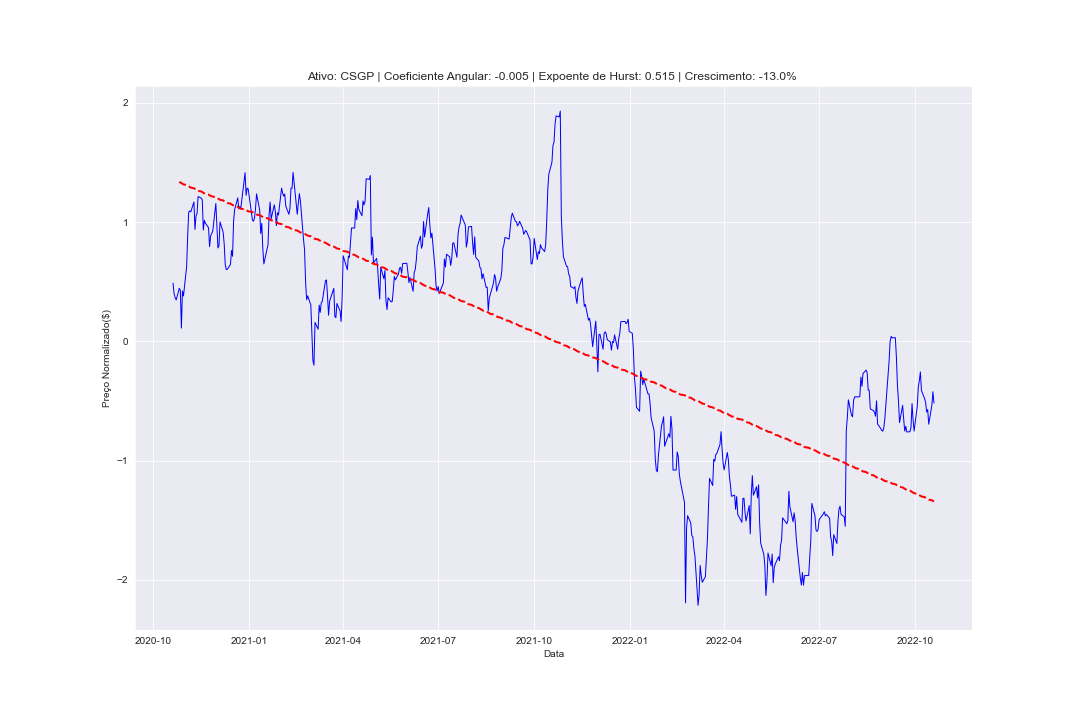 Ativo: CSGP | Coeficiente Angular: -0.005 | Expoente de Hurst: 0.515 | Crescimento: -13.0%
Preço Normalizado($)
2
1
0
−1
−2
2020-10 2021-01 2021-04 2021-07 2021-10 2022-01 2022-04 2022-07 2022-10
Data